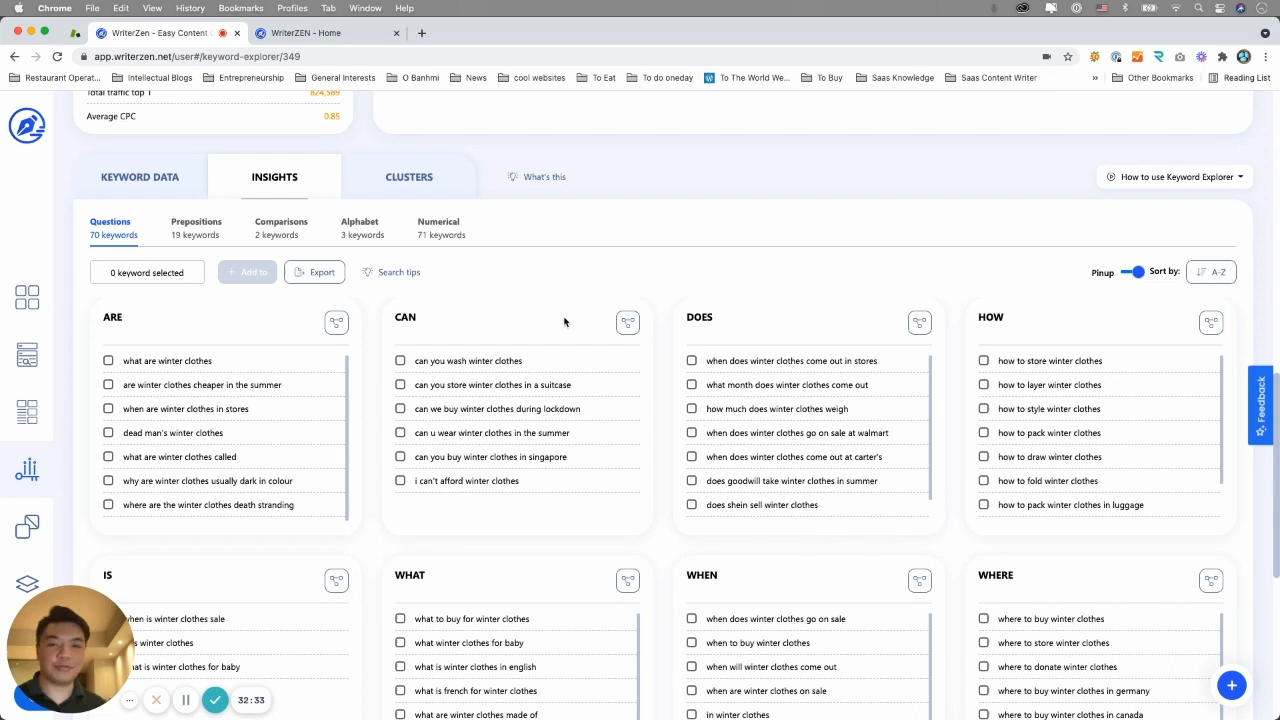 Chrome File Edit View History Bookmarks Profiles Tab Window Help
WriterZen - Easy Content C
WriterZEN - Home
app.writerzen.net/user#/keyword-explorer/349
Restaurant Operat... Intellectual Blogs Entrepreneurship General Interests O Banhmi News cool websites To Eat To do oneday To The World We... To Buy Saas Knowledge Saas Content Writer » Other Bookmarks Reading List
Total traffic top 1 824,589
Average CPC 0.85
KEYWORD DATA INSIGHTS CLUSTERS What's this How to use Keyword Explorer
Questions Prepositions Comparisons Alphabet Numerical
70 keywords 19 keywords 2 keywords 3 keywords 71 keywords
0 keyword selected + Add to Export Search tips Pinup Sort by: A-Z
ARE
what are winter clothes
are winter clothes cheaper in the summer
when are winter clothes in stores
dead man's winter clothes
what are winter clothes called
why are winter clothes usually dark in colour
where are the winter clothes death stranding
CAN
can you wash winter clothes
can you store winter clothes in a suitcase
can we buy winter clothes during lockdown
can u wear winter clothes in the summer
can you buy winter clothes in singapore
i can't afford winter clothes
DOES
when does winter clothes come out in stores
what month does winter clothes come out
how much does winter clothes weigh
when does winter clothes go on sale at walmart
when does winter clothes come out at carter's
does goodwill take winter clothes in summer
does shein sell winter clothes
HOW
how to store winter clothes
how to layer winter clothes
how to style winter clothes
how to pack winter clothes
how to draw winter clothes
how to fold winter clothes
how to pack winter clothes in luggage
IS
when is winter clothes sale
winter clothes
is winter clothes for baby
WHAT
what to buy for winter clothes
what winter clothes for baby
what is winter clothes in english
what is french for winter clothes
what are winter clothes made of
WHEN
when does winter clothes go on sale
when to buy winter clothes
when will winter clothes come out
when are winter clothes on sale
in winter clothes
WHERE
where to buy winter clothes
where to store winter clothes
where to donate winter clothes
where to buy winter clothes in germany
where to buy winter clothes in canada
Feedback
32:33